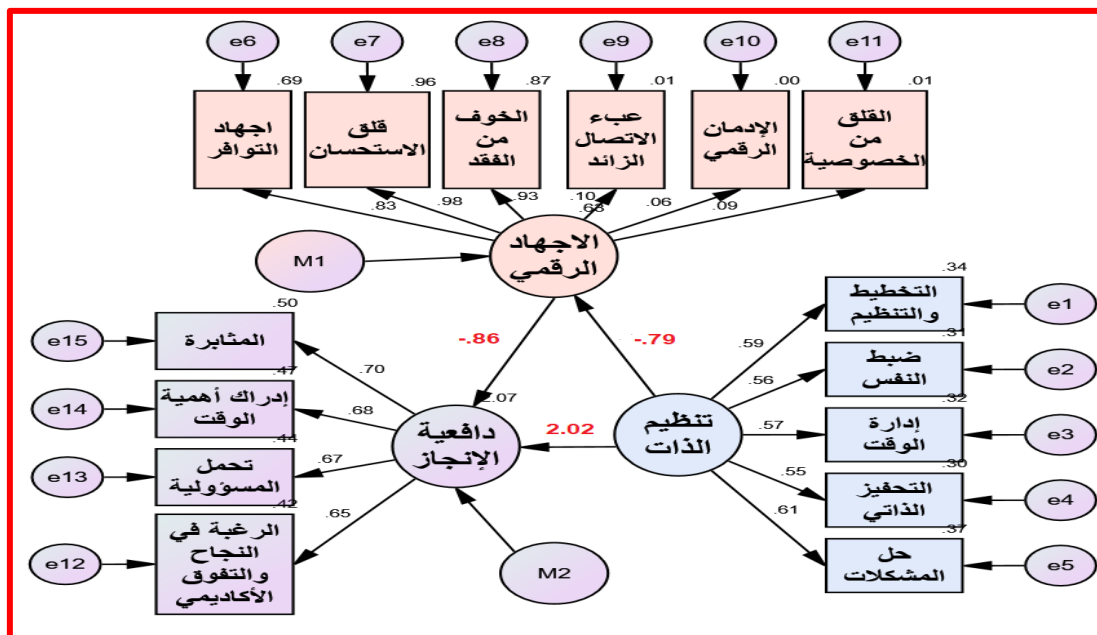 e6
e7
e8
e9
e10
e11
.69
.96
.87
.01
.00
.01
اجهاد
التوافر
قلق
الاستحسان
الخوف
من
الفقد
عبء
الاتصال
الزائد
الإدمان
الرقمي
القلق
من
الخصوصية
.83
.98
.93
.10
.63
.06
.09
الاجهاد
الرقمي
M1
-.86
-.79
.34
التخطيط
والتنظيم
e1
.59
.31
ضبط
النفس
e2
.56
.32
إدارة
الوقت
e3
.57
.30
التحفيز
الذاتي
e4
.55
.37
حل
المشكلات
e5
.61
تنظيم
الذات
2.02
2.07
دافعية
الإنجاز
M2
.50
المثابرة
e15
.70
.47
إدراك أهمية
الوقت
e14
.68
.44
تحمل
المسؤولية
e13
.67
.42
الرغبة في
النجاح
والتفوق
الأكاديمي
e12
.65